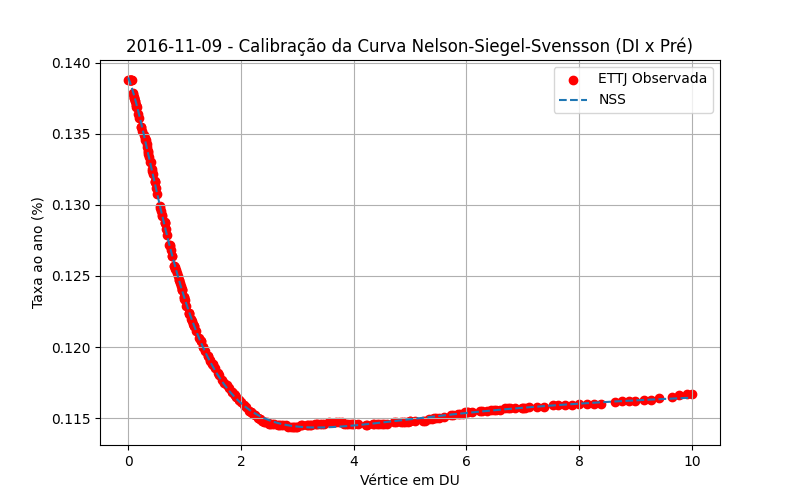 2016-11-09 - Calibração da Curva Nelson-Siegel-Svensson (DI x Pré)
ETTJ Observada
NSS
Taxa ao ano (%)
0.140
0.135
0.130
0.125
0.120
0.115
0 2 4 6 8 10
Vértice em DU